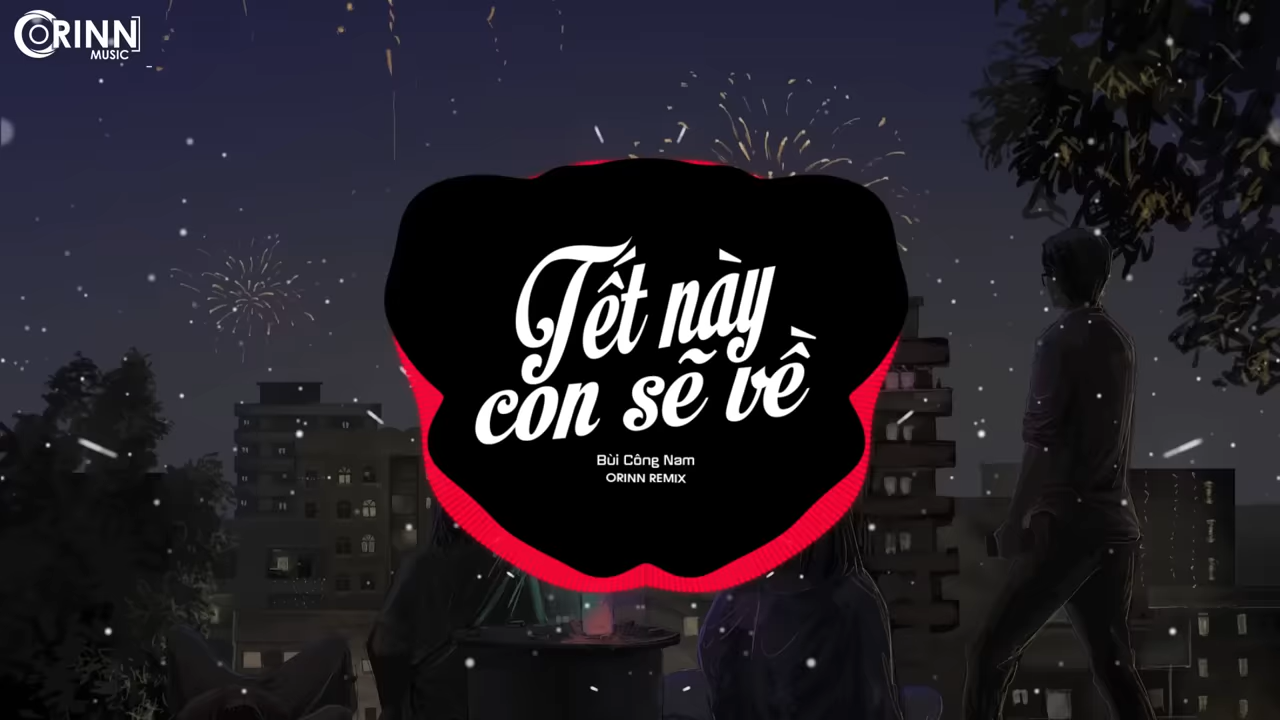 ORINN
MUSIC
Tết này
con sẽ về
Bùi Công Nam
ORINN REMIX